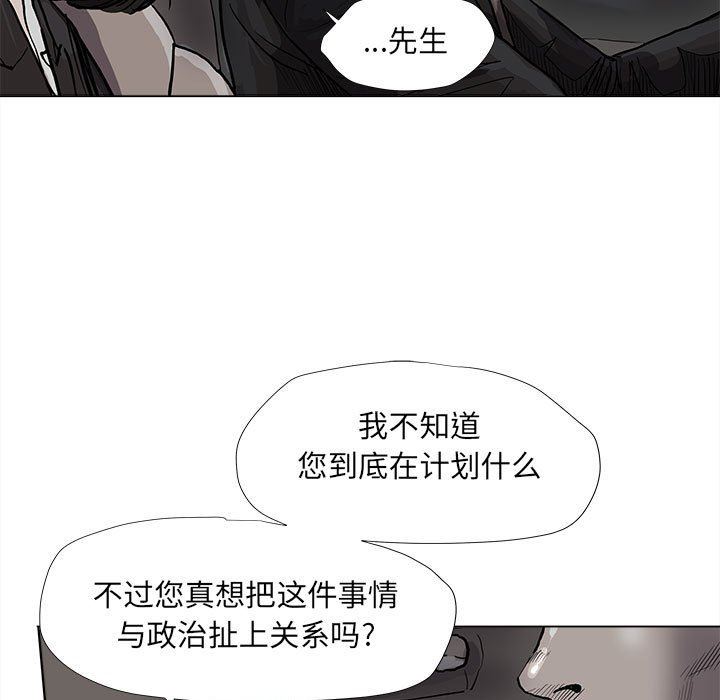 ...先生
我不知道
您到底在计划什么
不过您真想把这件事情
与政治扯上关系吗?